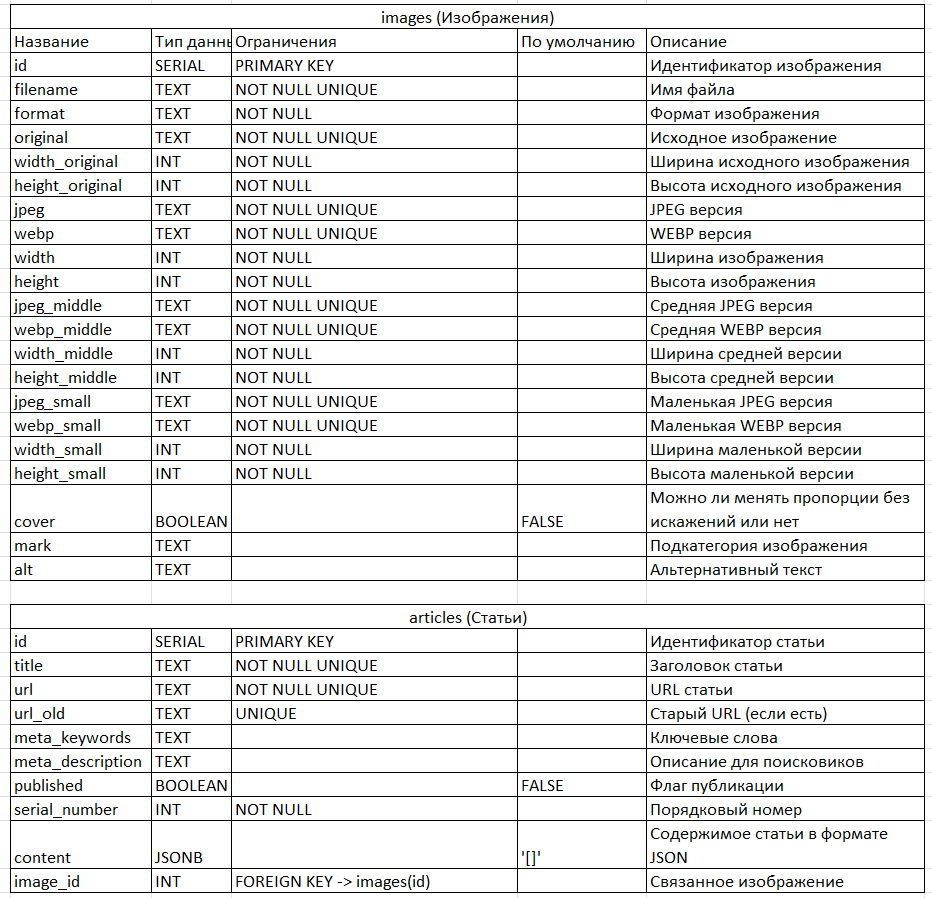 images (Изображения)
Название Тип даннь Ограничения По умолчанию Описание
id SERIAL PRIMARY KEY Идентификатор изображения
filename TEXT NOT NULL UNIQUE Имя файла
format TEXT NOT NULL Формат изображения
original TEXT NOT NULL UNIQUE Исходное изображение
width_original INT NOT NULL Ширина исходного изображения
height_original INT NOT NULL Высота исходного изображения
jpeg TEXT NOT NULL UNIQUE JPEG версия
webp TEXT NOT NULL UNIQUE WEBP версия
width INT NOT NULL Ширина изображения
height INT NOT NULL Высота изображения
jpeg_middle TEXT NOT NULL UNIQUE Средняя JPEG версия
webp_middle TEXT NOT NULL UNIQUE Средняя WEBP версия
width_middle INT NOT NULL Ширина средней версии
height_middle INT NOT NULL Высота средней версии
jpeg_small TEXT NOT NULL UNIQUE Маленькая JPEG версия
webp_small TEXT NOT NULL UNIQUE Маленькая WEBP версия
width_small INT NOT NULL Ширина маленькой версии
height_small INT NOT NULL Высота маленькой версии
Можно ли менять пропорции без
cover BOOLEAN FALSE искажений или нет
mark TEXT Подкатегория изображения
alt TEXT Альтернативный текст
articles (Статьи)
id SERIAL PRIMARY KEY Идентификатор статьи
title TEXT NOT NULL UNIQUE Заголовок статьи
url TEXT NOT NULL UNIQUE URL статьи
url_old TEXT UNIQUE Старый URL (если есть)
meta_keywords TEXT Ключевые слова
meta_description TEXT Описание для поисковиков
published BOOLEAN FALSE Флаг публикации
serial_number INT NOT NULL Порядковый номер
Содержимое статьи в формате
content JSONB '[]' JSON
image_id INT FOREIGN KEY -> images(id) Связанное изображение